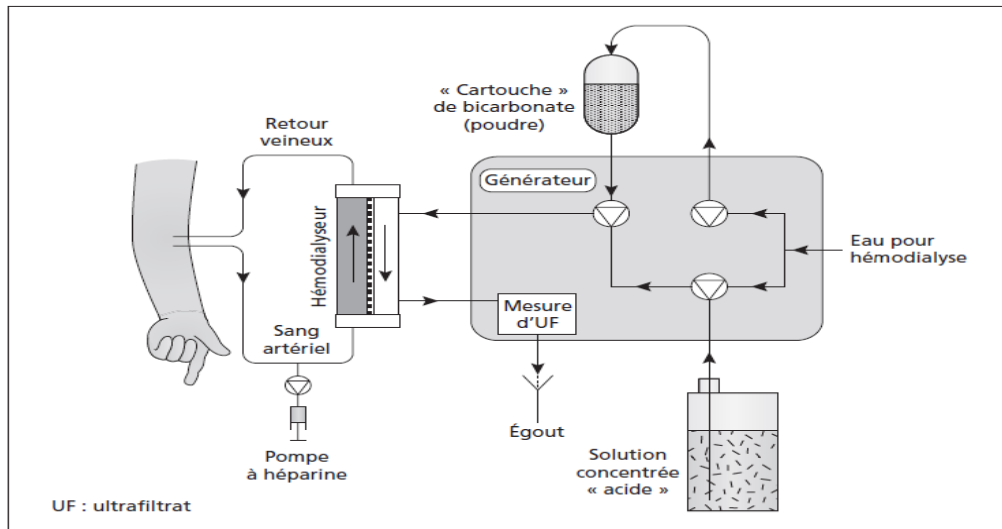 « Cartouche »
de bicarbonate
(poudre)
Retour
veineux
Générateur
Hémodialyseur
Eau pour
hémodialyse
Mesure
d'UF
Sang
artériel
Égout
Pompe
à héparine
Solution
concentrée
« acide »
UF : ultrafiltrat